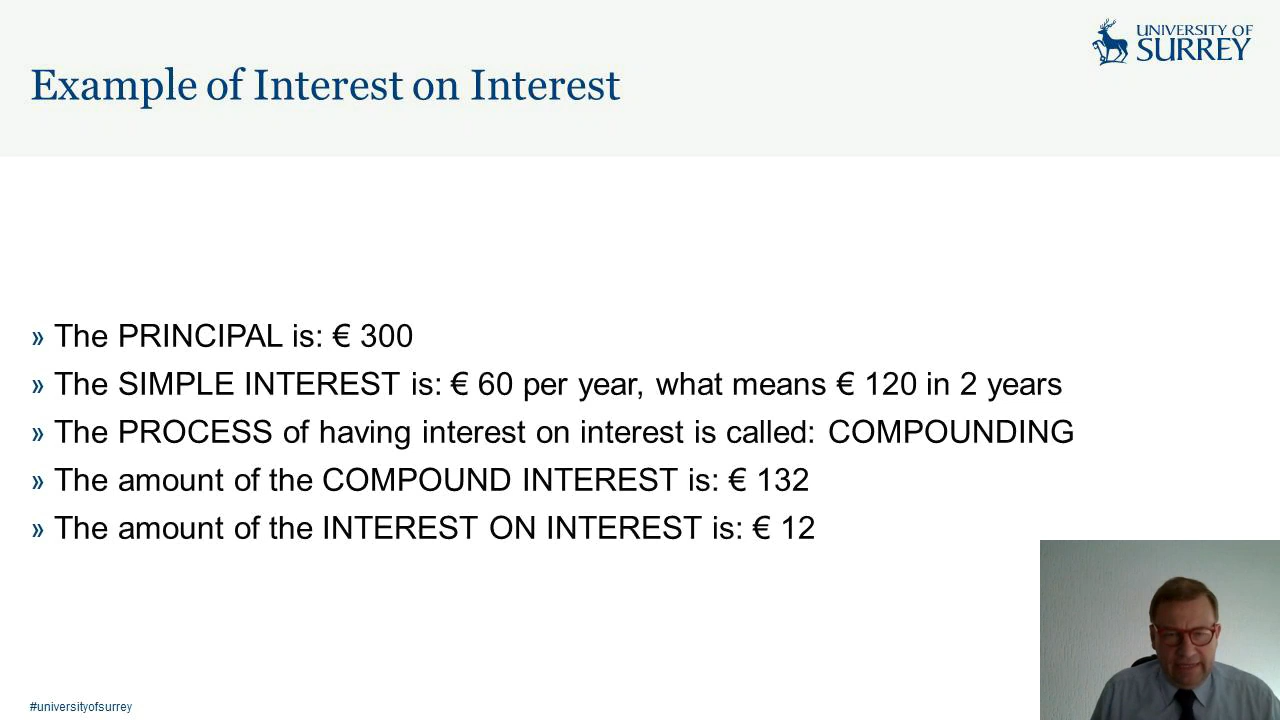 UNIVERSITY OF
SURREY
Example of Interest on Interest
» The PRINCIPAL is: € 300
» The SIMPLE INTEREST is: € 60 per year, what means € 120 in 2 years
» The PROCESS of having interest on interest is called: COMPOUNDING
» The amount of the COMPOUND INTEREST is: € 132
» The amount of the INTEREST ON INTEREST is: € 12
#universityofsurrey